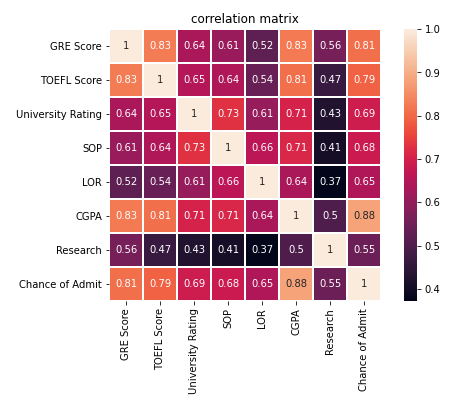 correlation matrix
GRE Score 1 0.83 0.64 0.61 0.52 0.83 0.56 0.81
TOEFL Score 0.83 1 0.65 0.64 0.54 0.81 0.47 0.79
University Rating 0.64 0.65 1 0.73 0.61 0.71 0.43 0.69
SOP 0.61 0.64 0.73 1 0.66 0.71 0.41 0.68
LOR 0.52 0.54 0.61 0.66 1 0.64 0.37 0.65
CGPA 0.83 0.81 0.71 0.71 0.64 1 0.5 0.88
Research 0.56 0.47 0.43 0.41 0.37 0.5 1 0.55
Chance of Admit 0.81 0.79 0.69 0.68 0.65 0.88 0.55 1
GRE Score
TOEFL Score
University Rating
SOP
LOR
CGPA
Research
Chance of Admit
1.0
0.9
0.8
0.7
0.6
0.5
0.4